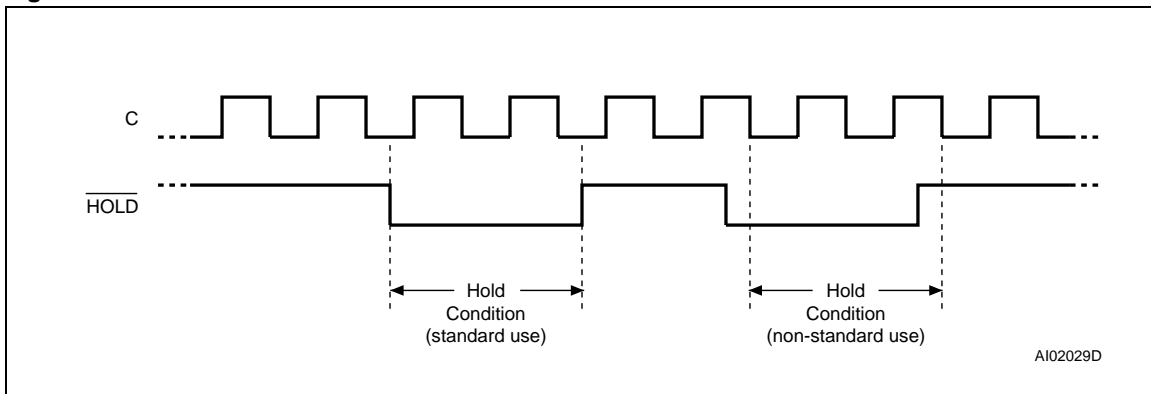 C
HOLD
Hold
Condition
(standard use)
Hold
Condition
(non-standard use)
AI02029D